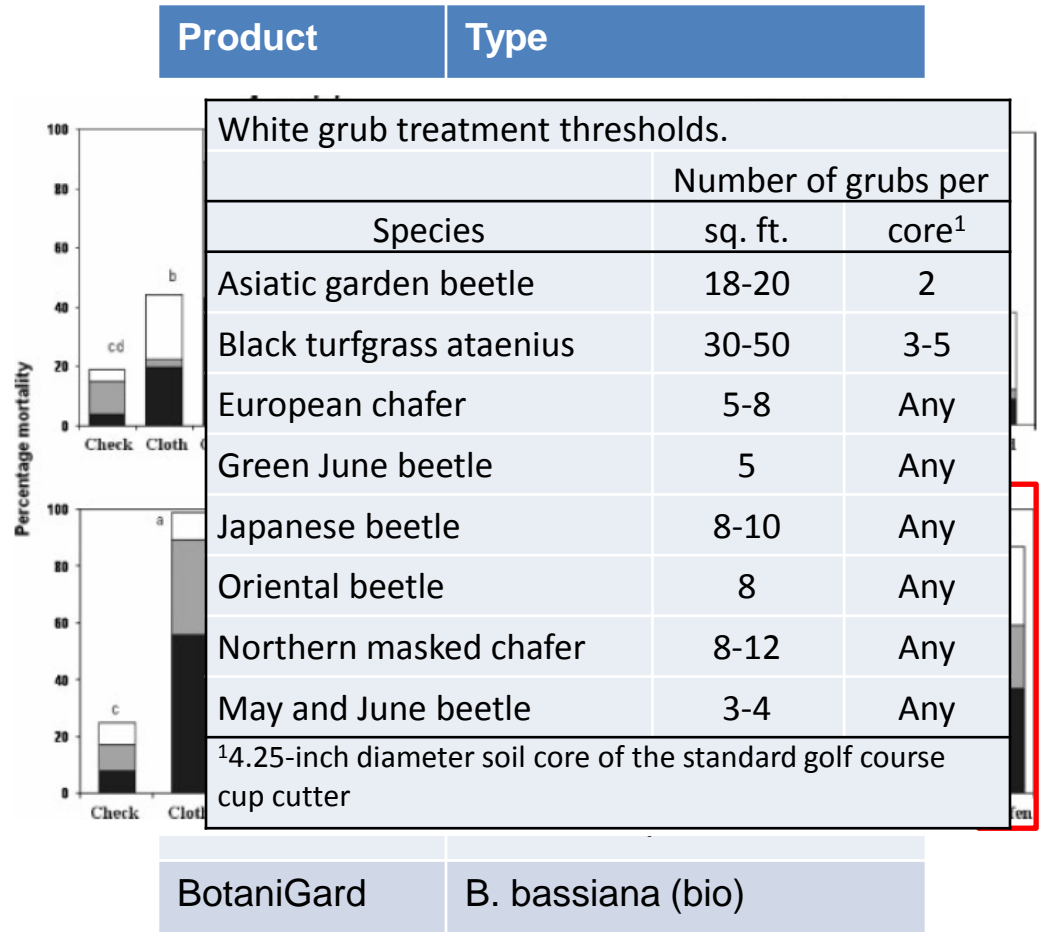 Product Type
White grub treatment thresholds.
Number of grubs per
Species sq. ft. core¹
Asiatic garden beetle 18-20 2
Black turfgrass ataenius 30-50 3-5
European chafer 5-8 Any
Green June beetle 5 Any
Japanese beetle 8-10 Any
Oriental beetle 8 Any
Northern masked chafer 8-12 Any
May and June beetle 3-4 Any
¹4.25-inch diameter soil core of the standard golf course
cup cutter
Percentage mortality
100
80
60
40
20
0
cd
b
Check Cloth
100
80
60
40
20
0
c
a
Check
BotaniGard B. bassiana (bio)